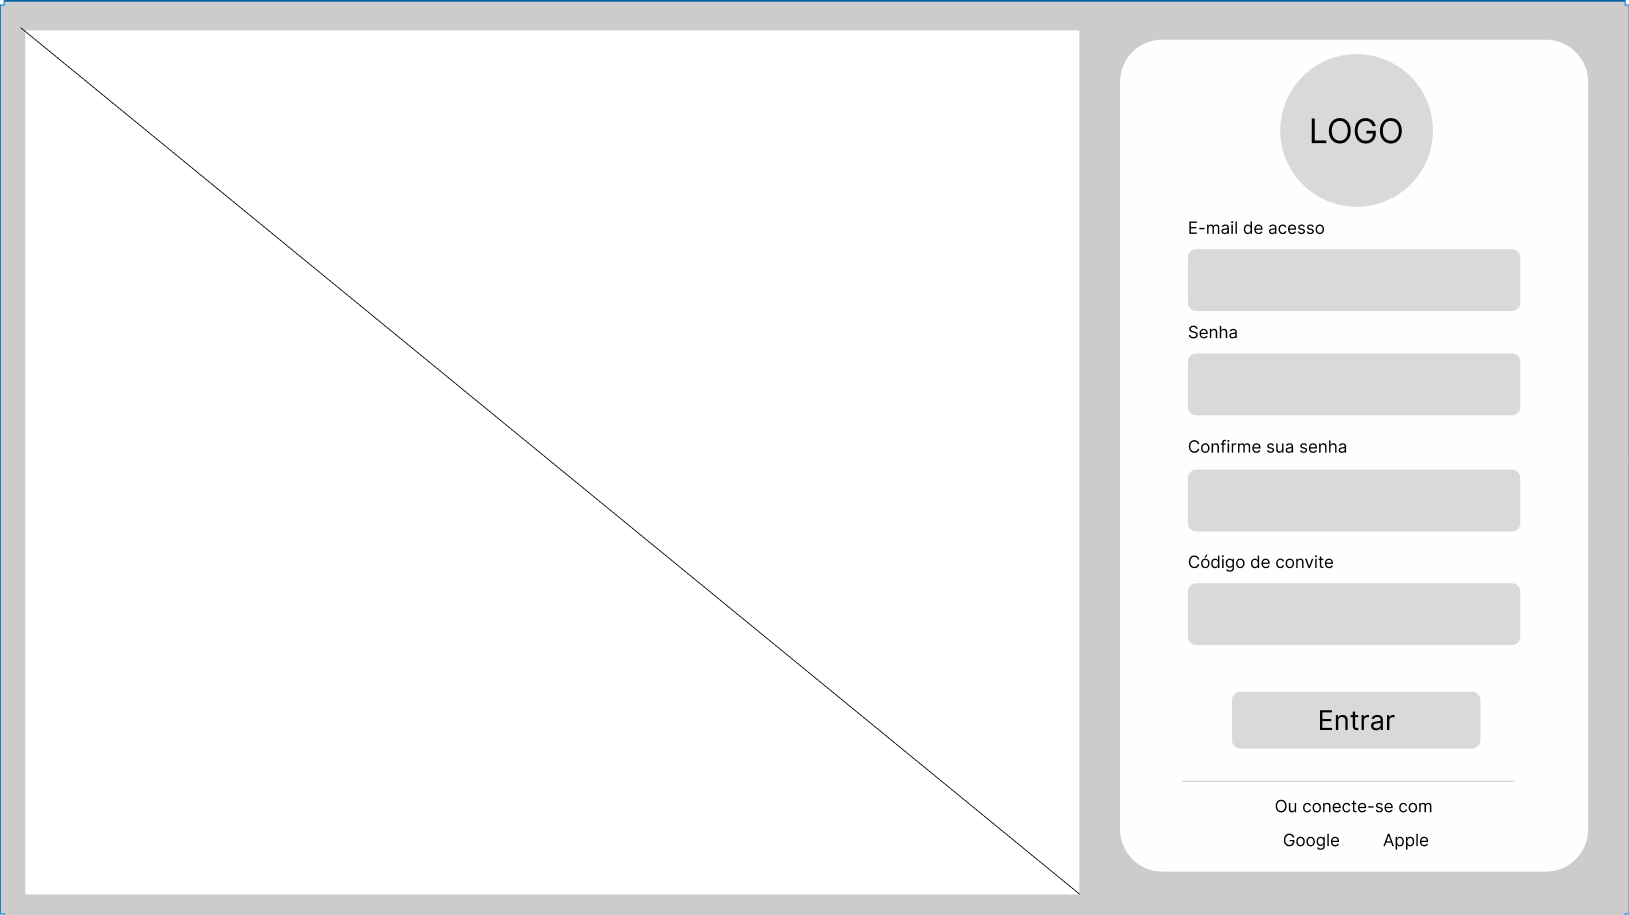 LOGO
E-mail de acesso
Senha
Confirme sua senha
Código de convite
Entrar
Ou conecte-se com
Google Apple